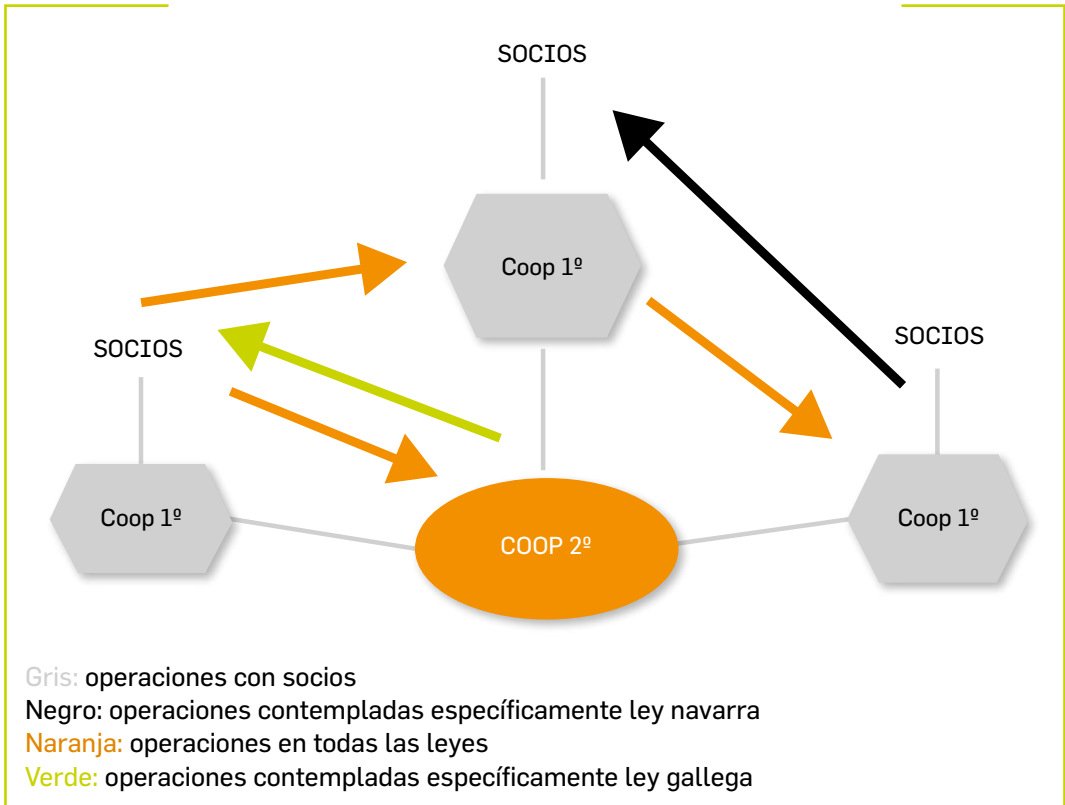 SOCIOS
Coop 1º
SOCIOS
SOCIOS
Coop 1º
COOP 2º
Coop 1º
Gris: operaciones con socios
Negro: operaciones contempladas específicamente ley navarra
Naranja: operaciones en todas las leyes
Verde: operaciones contempladas específicamente ley gallega